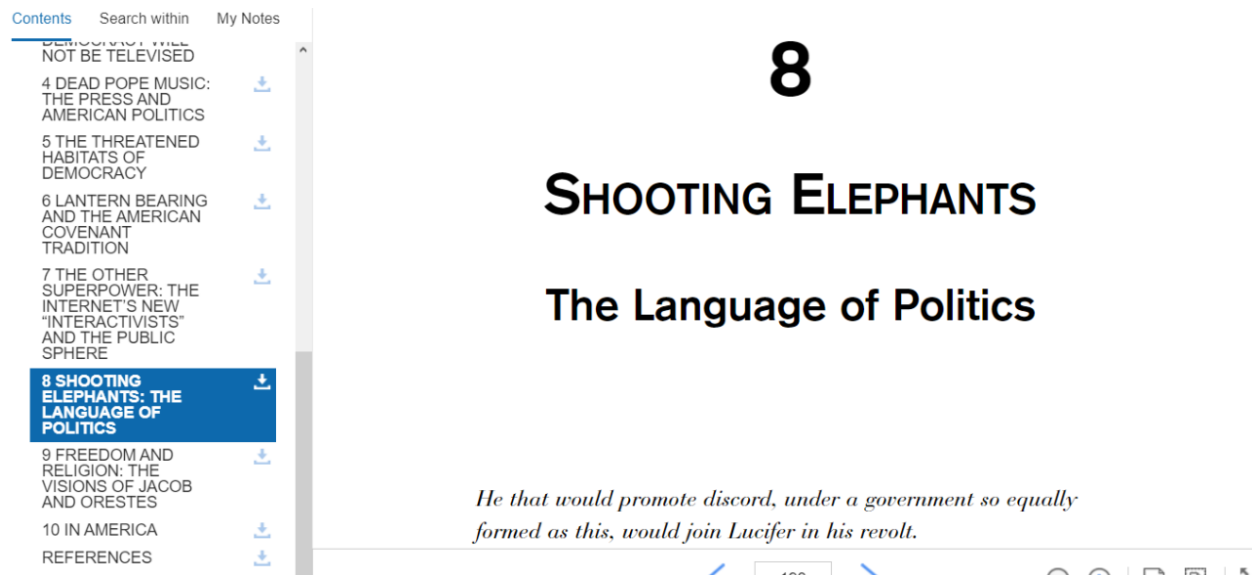 Contents Search within My Notes
NOT BE TELEVISED
4 DEAD POPE MUSIC:
THE PRESS AND
AMERICAN POLITICS
5 THE THREATENED
HABITATS OF
DEMOCRACY
6 LANTERN BEARING
AND THE AMERICAN
COVENANT
TRADITION
7 THE OTHER
SUPERPOWER: THE
INTERNET'S NEW
“INTERACTIVISTS”
AND THE PUBLIC
SPHERE
8 SHOOTING
ELEPHANTS: THE
LANGUAGE OF
POLITICS
9 FREEDOM AND
RELIGION: THE
VISIONS OF JACOB
AND ORESTES
10 IN AMERICA
REFERENCES
8
SHOOTING ELEPHANTS
The Language of Politics
He that would promote discord, under a government so equally
formed as this, would join Lucifer in his revolt.